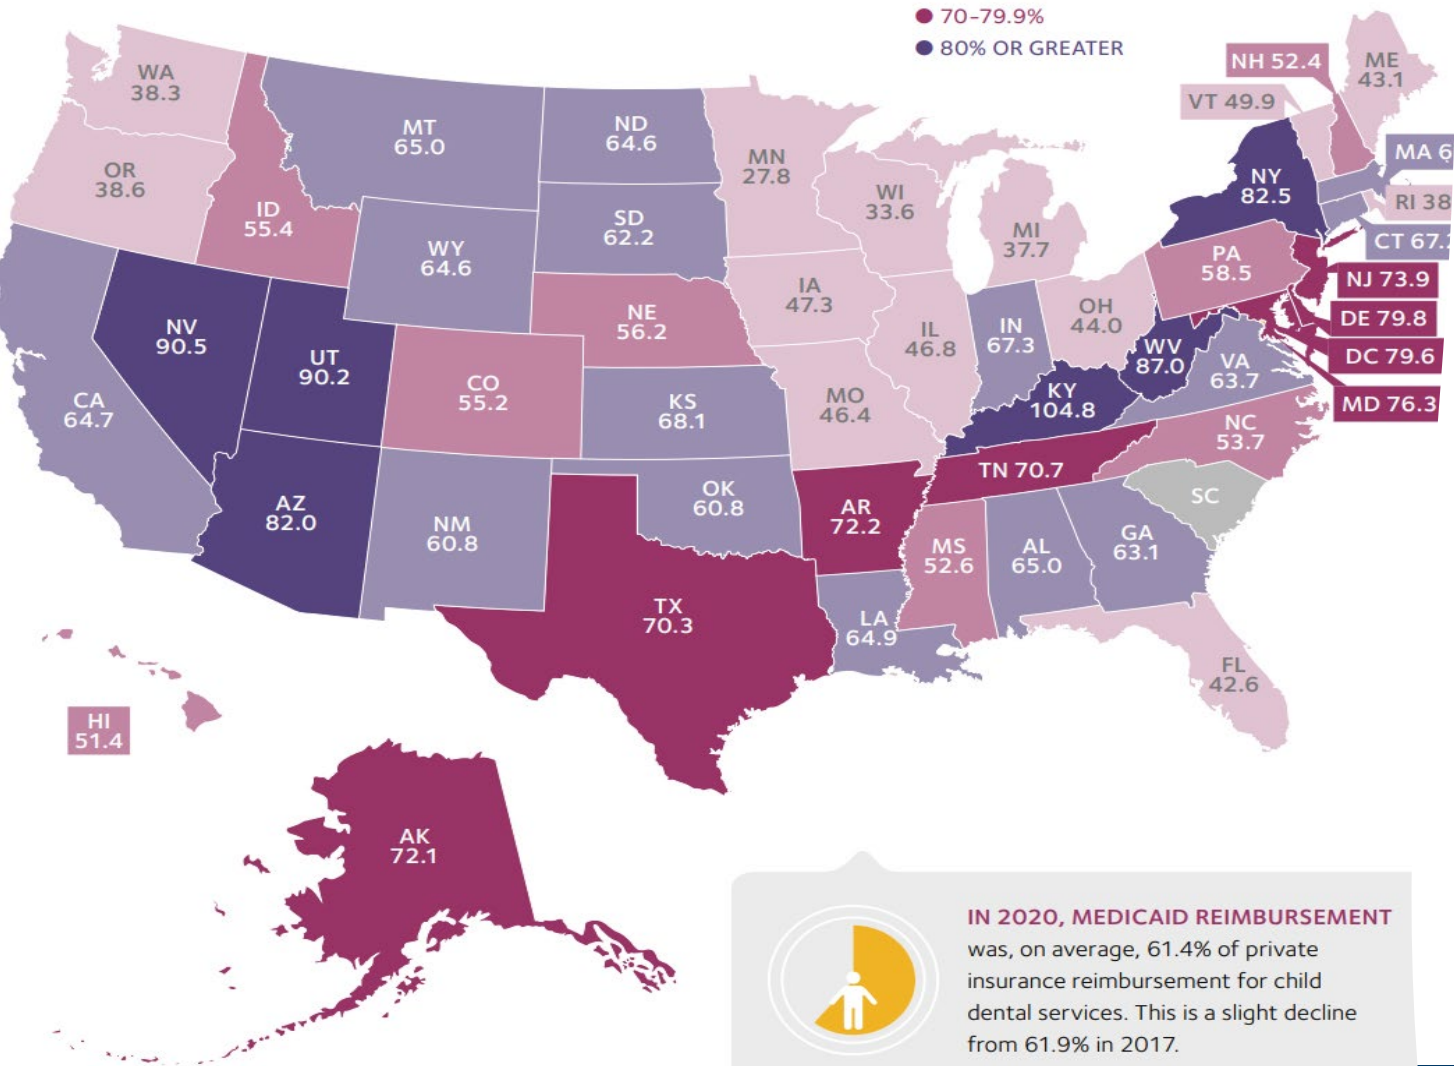 70-79.9%
80% OR GREATER
WA
38.3
OR
38.6
ID
55.4
MT
65.0
ND
64.6
MN
27.8
WI
33.6
MI
37.7
NH 52.4
VT 49.9
ME
43.1
NY
82.5
MA 6
RI 38
CT 67.
PA
58.5
NJ 73.9
DE 79.8
DC 79.6
MD 76.3
SD
62.2
WY
64.6
NE
56.2
IA
47.3
IL
46.8
IN
67.3
OH
44.0
WV
87.0
VA
63.7
NV
90.5
UT
90.2
CO
55.2
KS
68.1
MO
46.4
KY
104.8
NC
53.7
CA
64.7
AZ
82.0
NM
60.8
OK
60.8
AR
72.2
TN 70.7
SC
MS
52.6
AL
65.0
GA
63.1
TX
70.3
LA
64.9
FL
42.6
HI
51.4
AK
72.1
IN 2020, MEDICAID REIMBURSEMENT
was, on average, 61.4% of private
insurance reimbursement for child
dental services. This is a slight decline
from 61.9% in 2017.